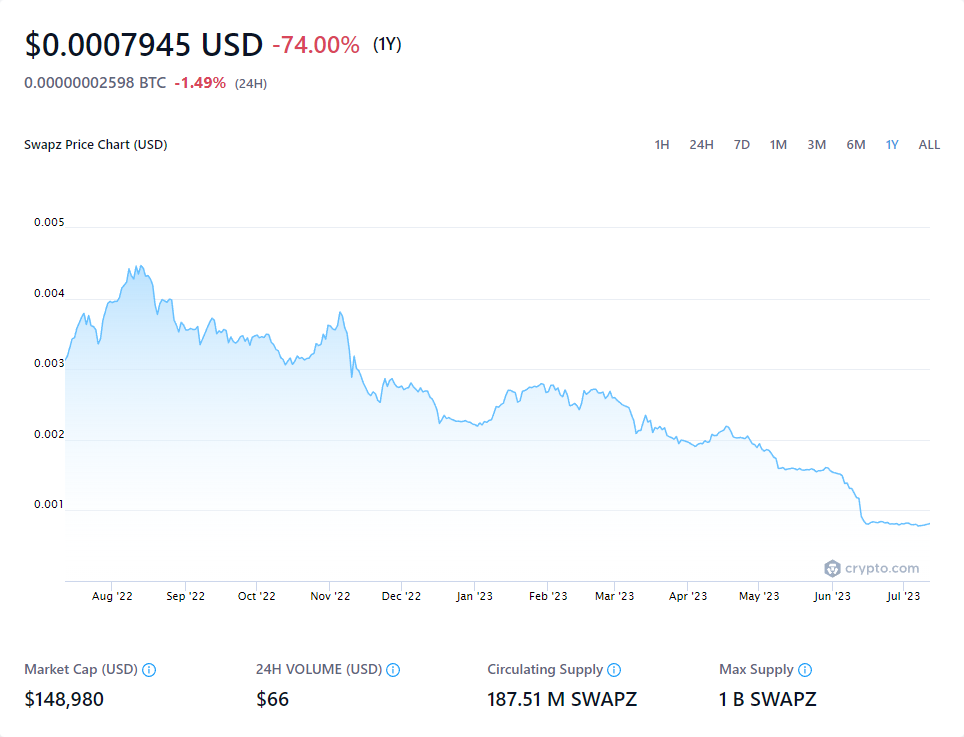 $0.0007945 USD -74.00% (1Y)
0.00000002598 BTC -1.49% (24H)
Swapz Price Chart (USD) 1H 24H 7D 1M 3M 6M 1Y ALL
0.005
0.004
0.003
0.002
0.001
crypto.com
Aug '22 Sep '22 Oct '22 Nov '22 Dec '22 Jan '23 Feb '23 Mar '23 Apr '23 May '23 Jun '23 Jul '23
Market Cap (USD) 24H VOLUME (USD) Circulating Supply Max Supply
$148,980 $66 187.51 M SWAPZ 1 B SWAPZ